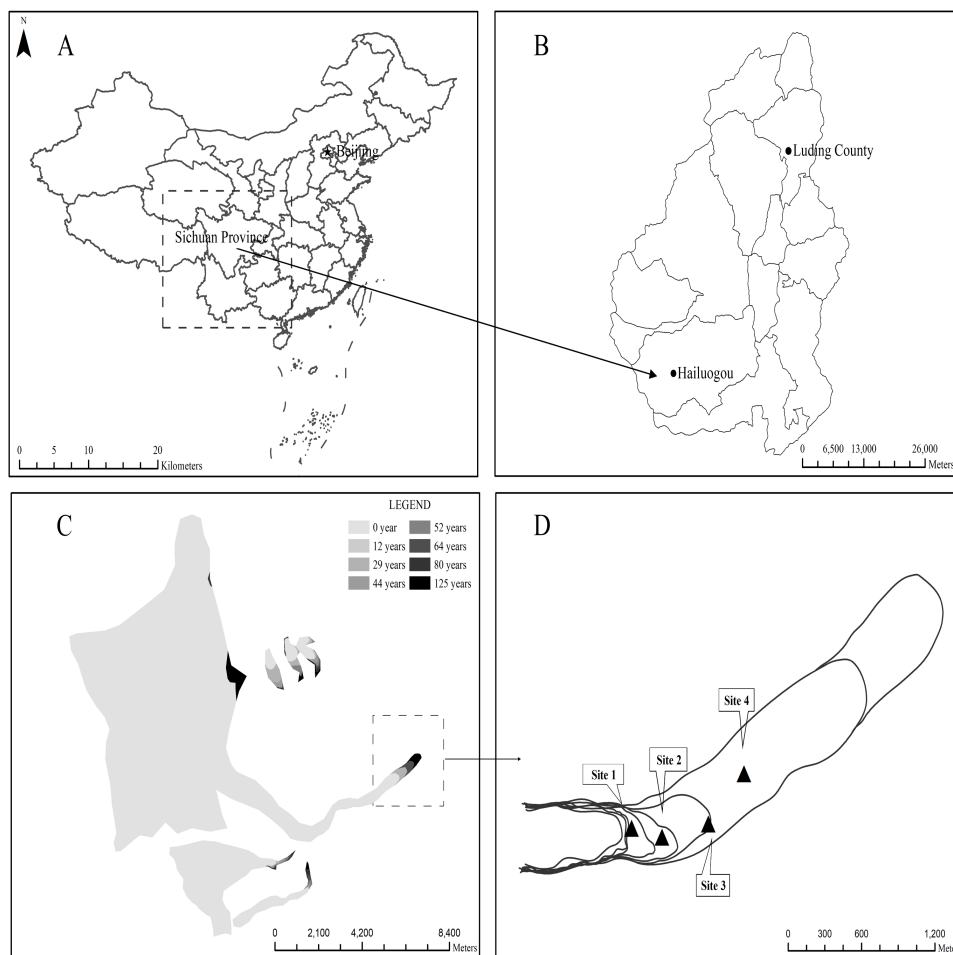 N
A
Beijing
Sichuan Province
0 5 10 20
Kilometers
B
Luding County
Hailuogou
0 6,500 13,000 26,000
Meters
C
LEGEND
0 year 52 years
12 years 64 years
29 years 80 years
44 years 125 years
0 2,100 4,200 8,400
Meters
D
Site 4
Site 2
Site 1
Site 3
0 300 600 1,200
Mete